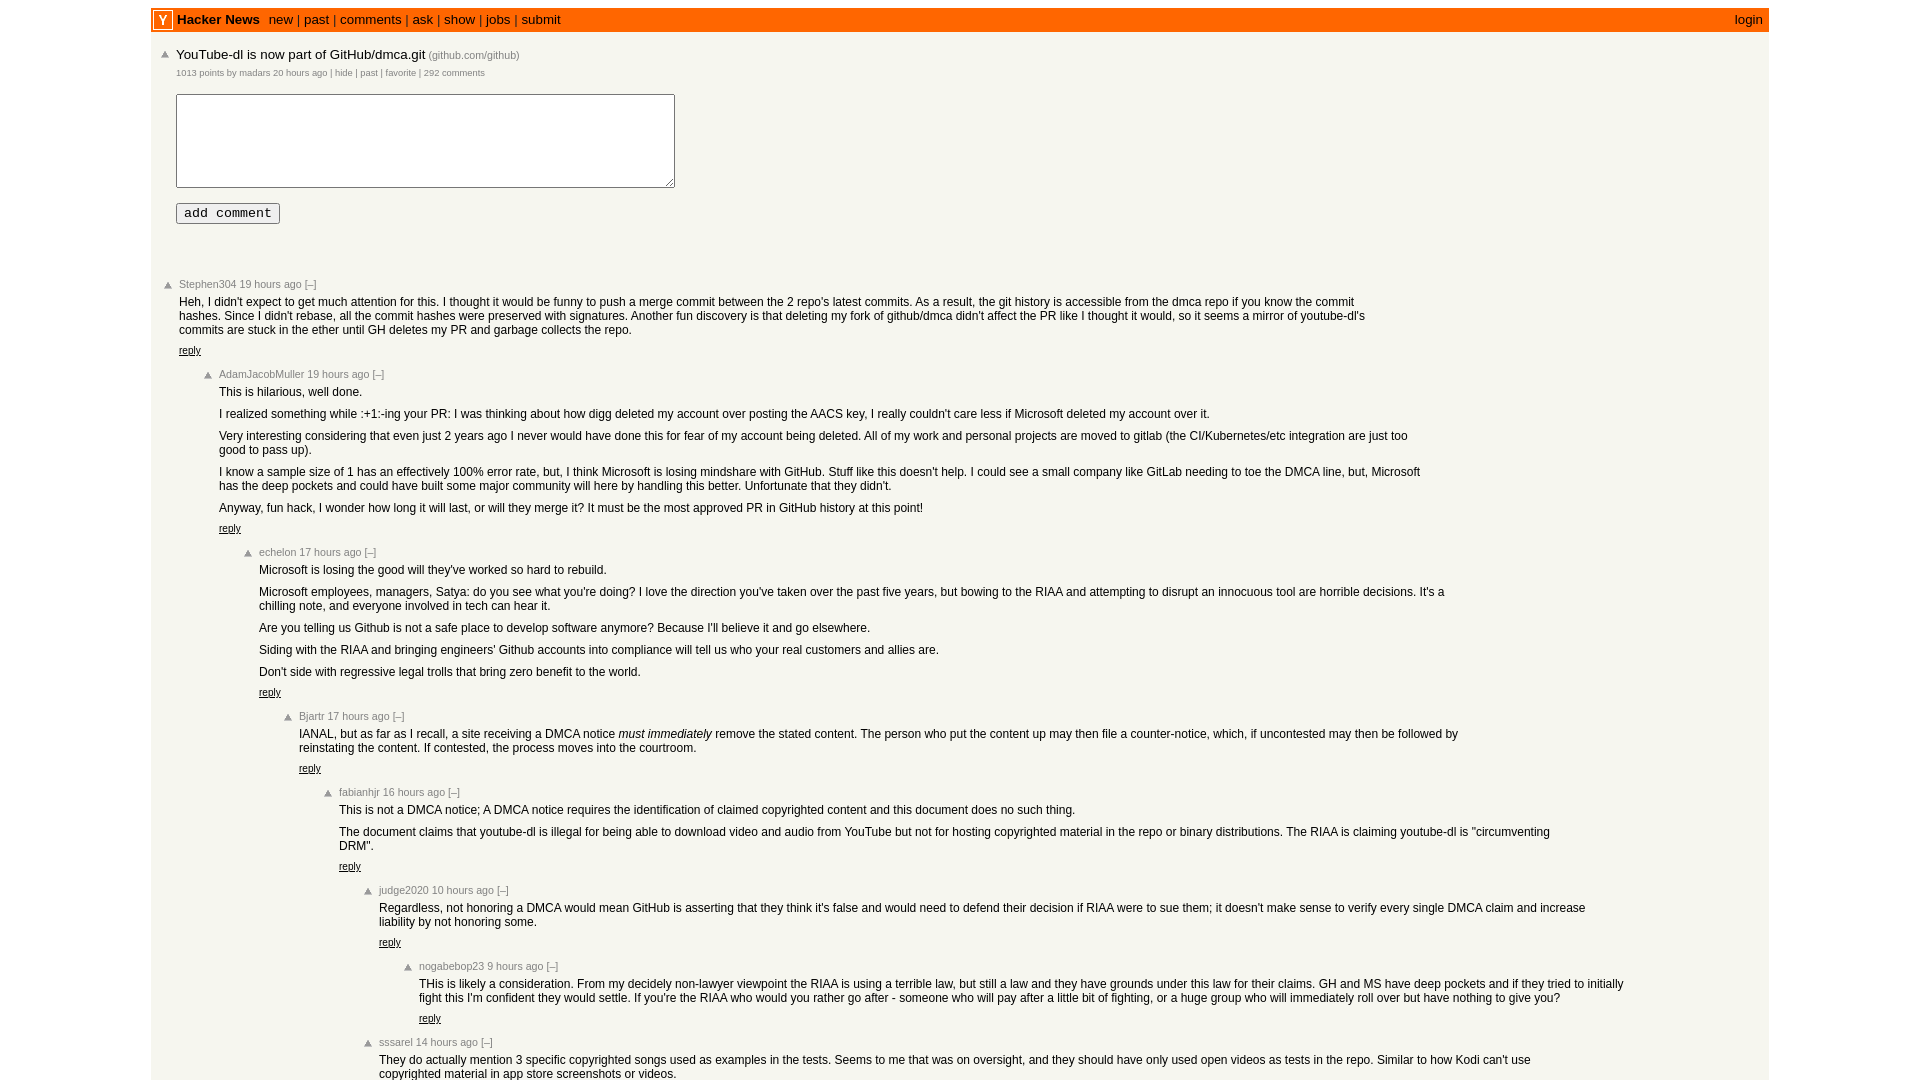 Y Hacker News new | past | comments | ask | show | jobs | submit login
YouTube-dl is now part of GitHub/dmca.git (github.com/github)
1013 points by madars 20 hours ago | hide | past | favorite | 292 comments
add comment
Stephen304 19 hours ago [–]
Heh, I didn't expect to get much attention for this. I thought it would be funny to push a merge commit between the 2 repo's latest commits. As a result, the git history is accessible from the dmca repo if you know the commit
hashes. Since I didn't rebase, all the commit hashes were preserved with signatures. Another fun discovery is that deleting my fork of github/dmca didn't affect the PR like I thought it would, so it seems a mirror of youtube-dl's
commits are stuck in the ether until GH deletes my PR and garbage collects the repo.
reply
AdamJacobMuller 19 hours ago [–]
This is hilarious, well done.
I realized something while :+1:-ing your PR: I was thinking about how digg deleted my account over posting the AACS key, I really couldn't care less if Microsoft deleted my account over it.
Very interesting considering that even just 2 years ago I never would have done this for fear of my account being deleted. All of my work and personal projects are moved to gitlab (the CI/Kubernetes/etc integration are just too
good to pass up).
I know a sample size of 1 has an effectively 100% error rate, but, I think Microsoft is losing mindshare with GitHub. Stuff like this doesn't help. I could see a small company like GitLab needing to toe the DMCA line, but, Microsoft
has the deep pockets and could have built some major community will here by handling this better. Unfortunate that they didn't.
Anyway, fun hack, I wonder how long it will last, or will they merge it? It must be the most approved PR in GitHub history at this point!
reply
echelon 17 hours ago [–]
Microsoft is losing the good will they've worked so hard to rebuild.
Microsoft employees, managers, Satya: do you see what you're doing? I love the direction you've taken over the past five years, but bowing to the RIAA and attempting to disrupt an innocuous tool are horrible decisions. It's a
chilling note, and everyone involved in tech can hear it.
Are you telling us Github is not a safe place to develop software anymore? Because I'll believe it and go elsewhere.
Siding with the RIAA and bringing engineers' Github accounts into compliance will tell us who your real customers and allies are.
Don't side with regressive legal trolls that bring zero benefit to the world.
reply
Bjartr 17 hours ago [–]
IANAL, but as far as I recall, a site receiving a DMCA notice must immediately remove the stated content. The person who put the content up may then file a counter-notice, which, if uncontested may then be followed by
reinstating the content. If contested, the process moves into the courtroom.
reply
fabianhjr 16 hours ago [–]
This is not a DMCA notice; A DMCA notice requires the identification of claimed copyrighted content and this document does no such thing.
The document claims that youtube-dl is illegal for being able to download video and audio from YouTube but not for hosting copyrighted material in the repo or binary distributions. The RIAA is claiming youtube-dl is "circumventing
DRM".
reply
judge2020 10 hours ago [–]
Regardless, not honoring a DMCA would mean GitHub is asserting that they think it's false and would need to defend their decision if RIAA were to sue them; it doesn't make sense to verify every single DMCA claim and increase
liability by not honoring some.
reply
nogabebop23 9 hours ago [–]
THis is likely a consideration. From my decidely non-lawyer viewpoint the RIAA is using a terrible law, but still a law and they have grounds under this law for their claims. GH and MS have deep pockets and if they tried to initially
fight this I'm confident they would settle. If you're the RIAA who would you rather go after - someone who will pay after a little bit of fighting, or a huge group who will immediately roll over but have nothing to give you?
reply
sssarel 14 hours ago [–]
They do actually mention 3 specific copyrighted songs used as examples in the tests. Seems to me that was on oversight, and they should have only used open videos as tests in the repo. Similar to how Kodi can't use
copyrighted material in app store screenshots or videos.